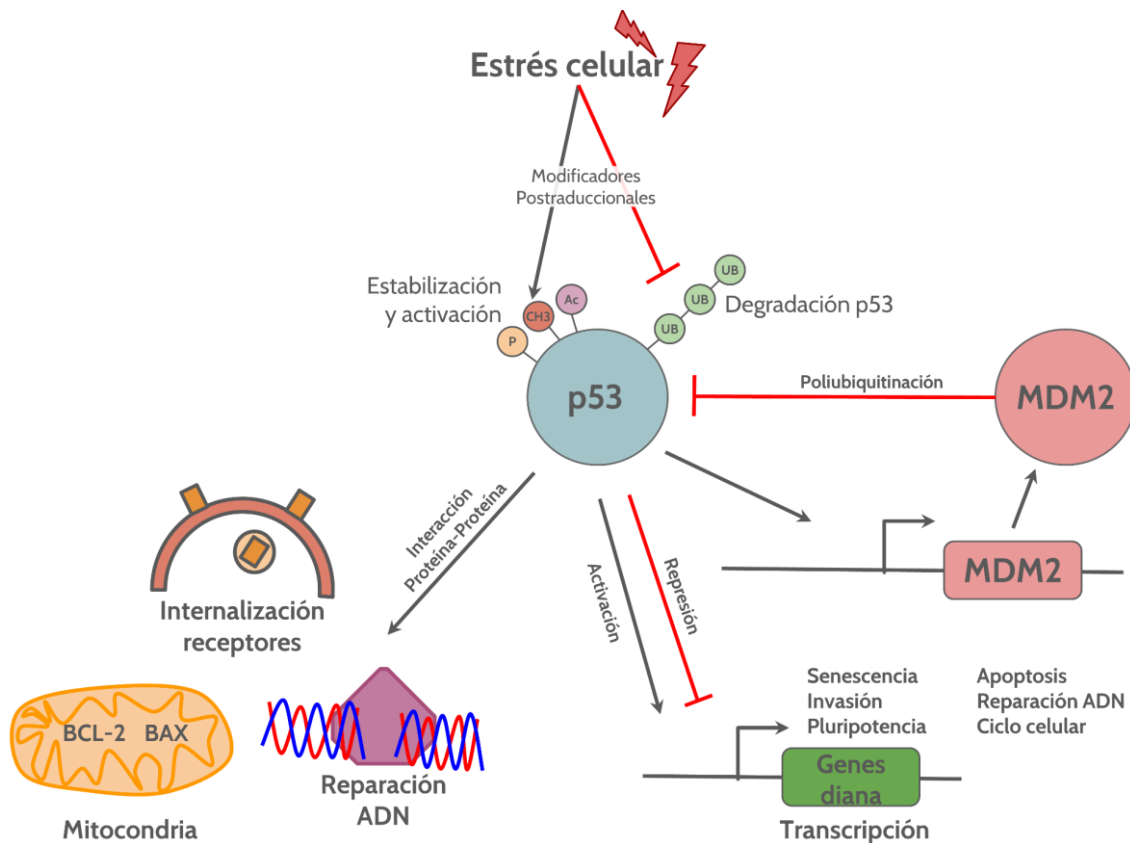 Estrés celular
Modificadores
Postraduccionales
Estabilización
y activación
P
CH3
Ac
UB
UB
UB
Degradación p53
p53
Poliubiquitinación
MDM2
Interacción
Proteína-Proteína
Activación
Represión
MDM2
Internalización
receptores
BCL-2 BAX
Mitocondria
Reparación
ADN
Senescencia
Invasión
Pluripotencia
Apoptosis
Reparación ADN
Ciclo celular
Genes
diana
Transcripción